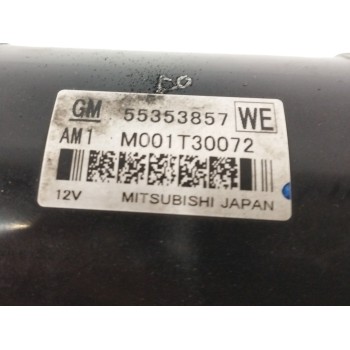 GM 55353857 WE
AM1 M001T30072
12V MITSUBISHI JAPAN